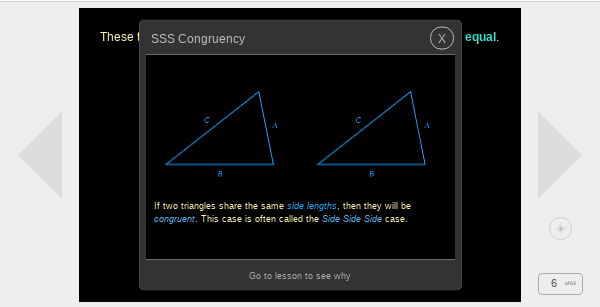 These
equal.
SSS Congruency
X
C
A
B
C
A
B
If two triangles share the same side lengths, then they will be
congruent. This case is often called the Side Side Side case.
Go to lesson to see why
6 of 63